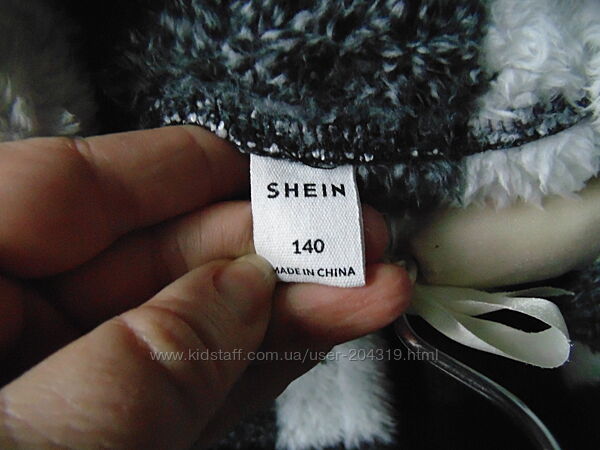 SHEIN
140
MADE IN CHINA
www.kidstaff.com.ua/user-204319.html